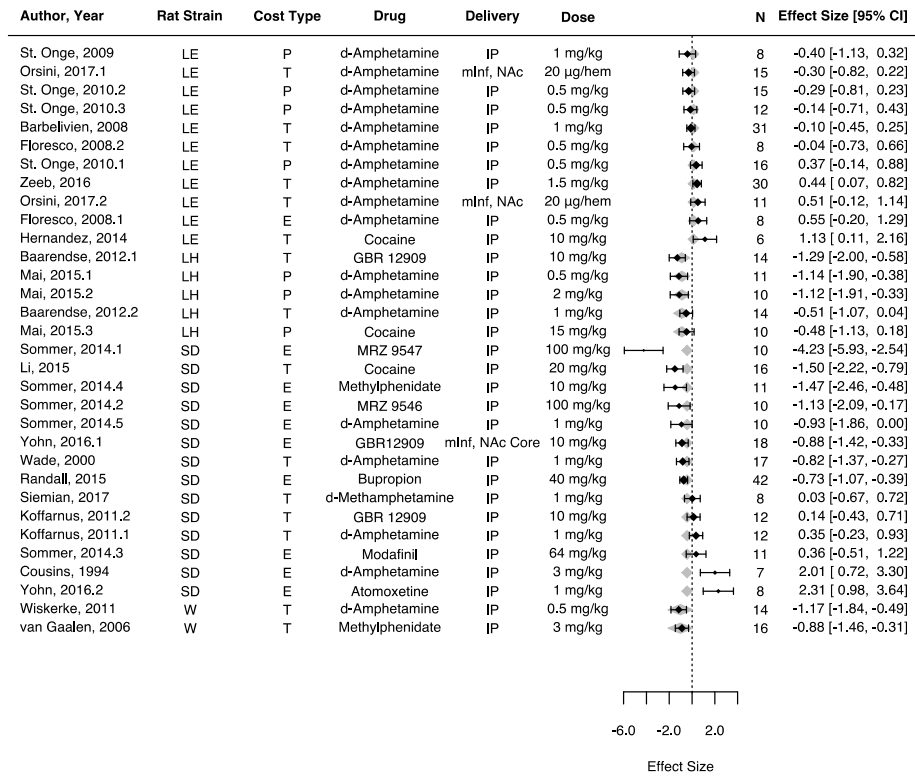 Author, Year Rat Strain Cost Type Drug Delivery Dose N Effect Size [95% CI]
St. Onge, 2009 LE P d-Amphetamine IP 1 mg/kg 8 -0.40 [-1.13, 0.32]
Orsini, 2017.1 LE T d-Amphetamine mInf, NAc 20 µg/hem 15 -0.30 [-0.82, 0.22]
St. Onge, 2010.2 LE P d-Amphetamine IP 0.5 mg/kg 15 -0.29 [-0.81, 0.23]
St. Onge, 2010.3 LE P d-Amphetamine IP 0.5 mg/kg 12 -0.14 [-0.71, 0.43]
Barbelivien, 2008 LE T d-Amphetamine IP 1 mg/kg 31 -0.10 [-0.45, 0.25]
Floresco, 2008.2 LE T d-Amphetamine IP 0.5 mg/kg 8 -0.04 [-0.73, 0.66]
St. Onge, 2010.1 LE P d-Amphetamine IP 0.5 mg/kg 16 0.37 [-0.14, 0.88]
Zeeb, 2016 LE T d-Amphetamine IP 1.5 mg/kg 30 0.44 [ 0.07, 0.82]
Orsini, 2017.2 LE T d-Amphetamine mInf, NAc 20 µg/hem 11 0.51 [-0.12, 1.14]
Floresco, 2008.1 LE E d-Amphetamine IP 0.5 mg/kg 8 0.55 [-0.20, 1.29]
Hernandez, 2014 LE T Cocaine IP 10 mg/kg 6 1.13 [ 0.11, 2.16]
Baarendse, 2012.1 LH T GBR 12909 IP 10 mg/kg 14 -1.29 [-2.00, -0.58]
Mai, 2015.1 LH P d-Amphetamine IP 0.5 mg/kg 11 -1.14 [-1.90, -0.38]
Mai, 2015.2 LH P d-Amphetamine IP 2 mg/kg 10 -1.12 [-1.91, -0.33]
Baarendse, 2012.2 LH T d-Amphetamine IP 1 mg/kg 14 -0.51 [-1.07, 0.04]
Mai, 2015.3 LH P Cocaine IP 15 mg/kg 10 -0.48 [-1.13, 0.18]
Sommer, 2014.1 SD E MRZ 9547 IP 100 mg/kg 10 -4.23 [-5.93, -2.54]
Li, 2015 SD T Cocaine IP 20 mg/kg 16 -1.50 [-2.22, -0.79]
Sommer, 2014.4 SD E Methylphenidate IP 10 mg/kg 11 -1.47 [-2.46, -0.48]
Sommer, 2014.2 SD E MRZ 9546 IP 100 mg/kg 10 -1.13 [-2.09, -0.17]
Sommer, 2014.5 SD E d-Amphetamine IP 1 mg/kg 10 -0.93 [-1.86, 0.00]
Yohn, 2016.1 SD E GBR12909 mInf, NAc Core 10 mg/kg 18 -0.88 [-1.42, -0.33]
Wade, 2000 SD T d-Amphetamine IP 1 mg/kg 17 -0.82 [-1.37, -0.27]
Randall, 2015 SD E Bupropion IP 40 mg/kg 42 -0.73 [-1.07, -0.39]
Siemian, 2017 SD T d-Methamphetamine IP 1 mg/kg 8 0.03 [-0.67, 0.72]
Koffarnus, 2011.2 SD T GBR 12909 IP 10 mg/kg 12 0.14 [-0.43, 0.71]
Koffarnus, 2011.1 SD T d-Amphetamine IP 1 mg/kg 12 0.35 [-0.23, 0.93]
Sommer, 2014.3 SD E Modafinil IP 64 mg/kg 11 0.36 [-0.51, 1.22]
Cousins, 1994 SD E d-Amphetamine IP 3 mg/kg 7 2.01 [ 0.72, 3.30]
Yohn, 2016.2 SD E Atomoxetine IP 1 mg/kg 8 2.31 [ 0.98, 3.64]
Wiskerke, 2011 W T d-Amphetamine IP 0.5 mg/kg 14 -1.17 [-1.84, -0.49]
van Gaalen, 2006 W T Methylphenidate IP 3 mg/kg 16 -0.88 [-1.46, -0.31]
-6.0 -2.0 2.0
Effect Size